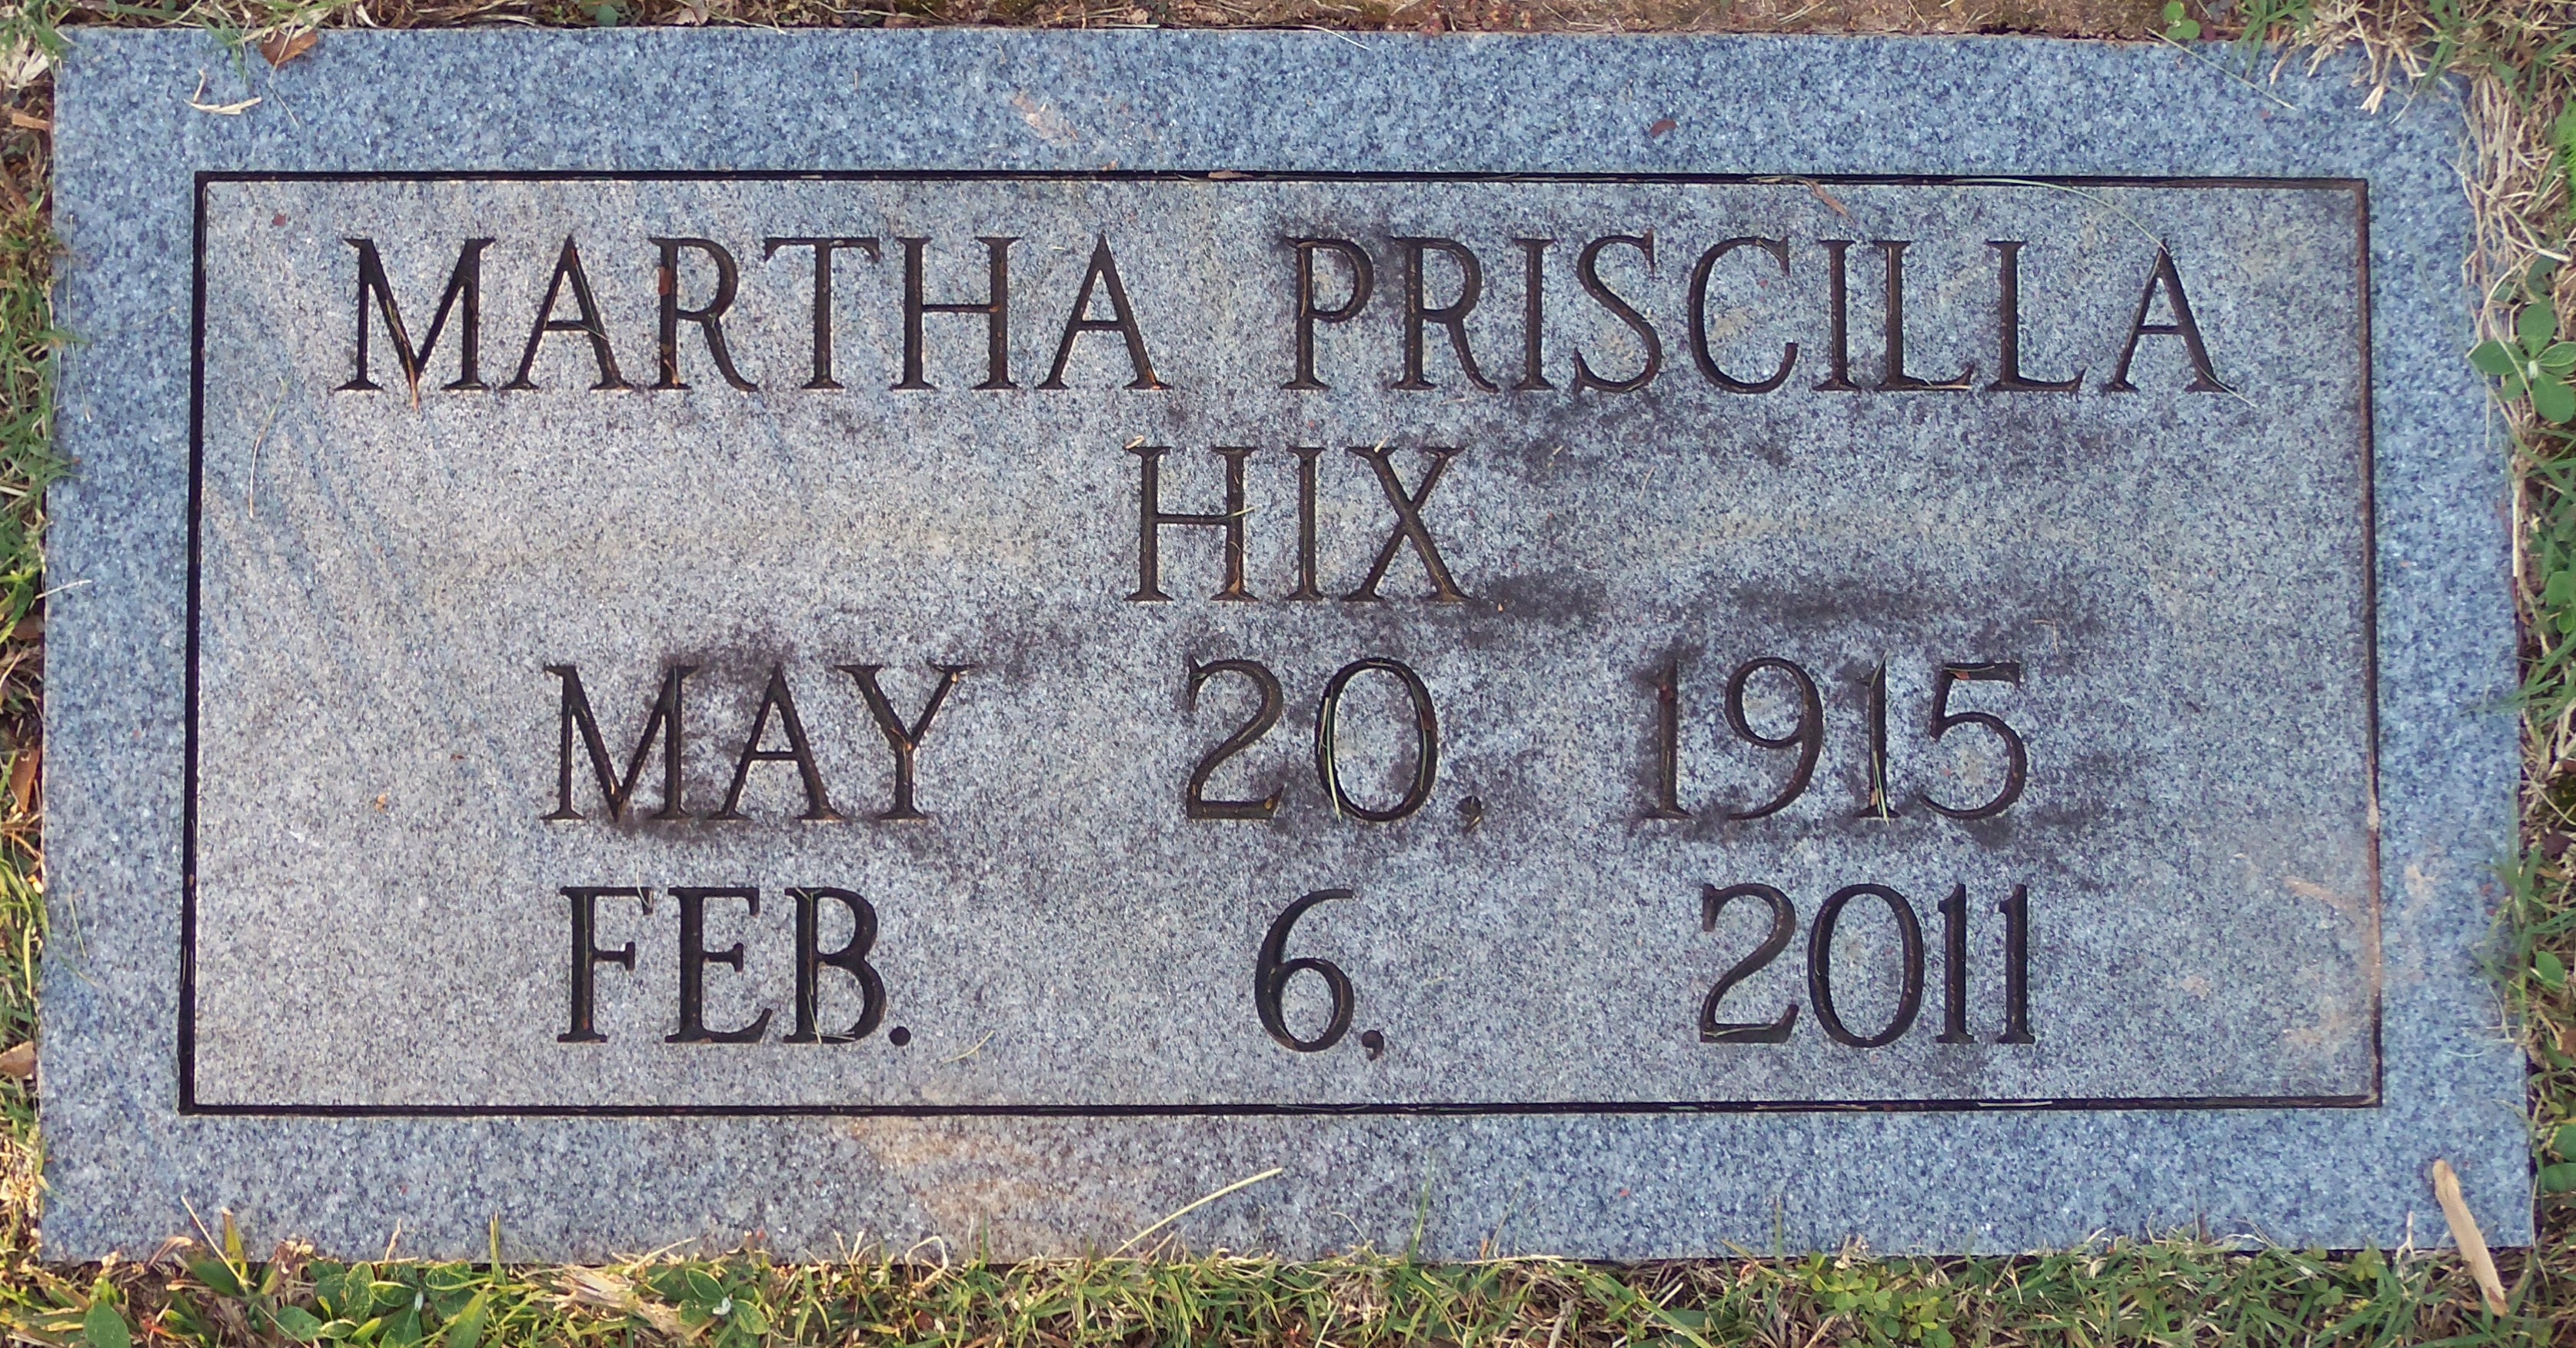 MARTHA PRISCILLA
HIX
MAY 20, 1915
FEB. 6, 2011